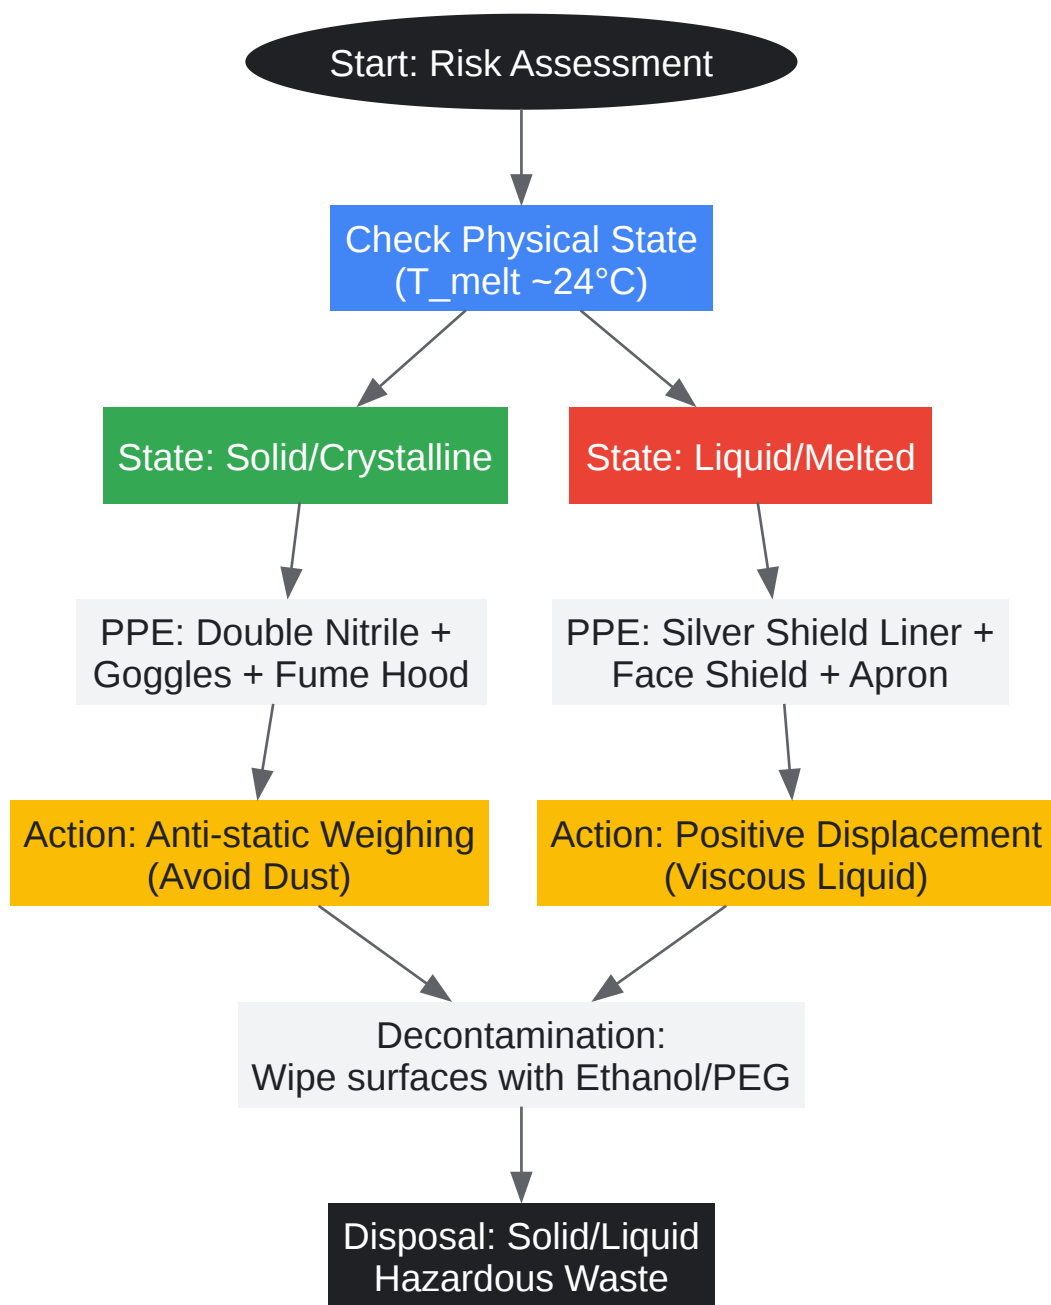 Start: Risk Assessment
Check Physical State
(T_melt ~24°C)
State: Solid/Crystalline
State: Liquid/Melted
PPE: Double Nitrile +
Goggles + Fume Hood
PPE: Silver Shield Liner +
Face Shield + Apron
Action: Anti-static Weighing
(Avoid Dust)
Action: Positive Displacement
(Viscous Liquid)
Decontamination:
Wipe surfaces with Ethanol/PEG
Disposal: Solid/Liquid
Hazardous Waste